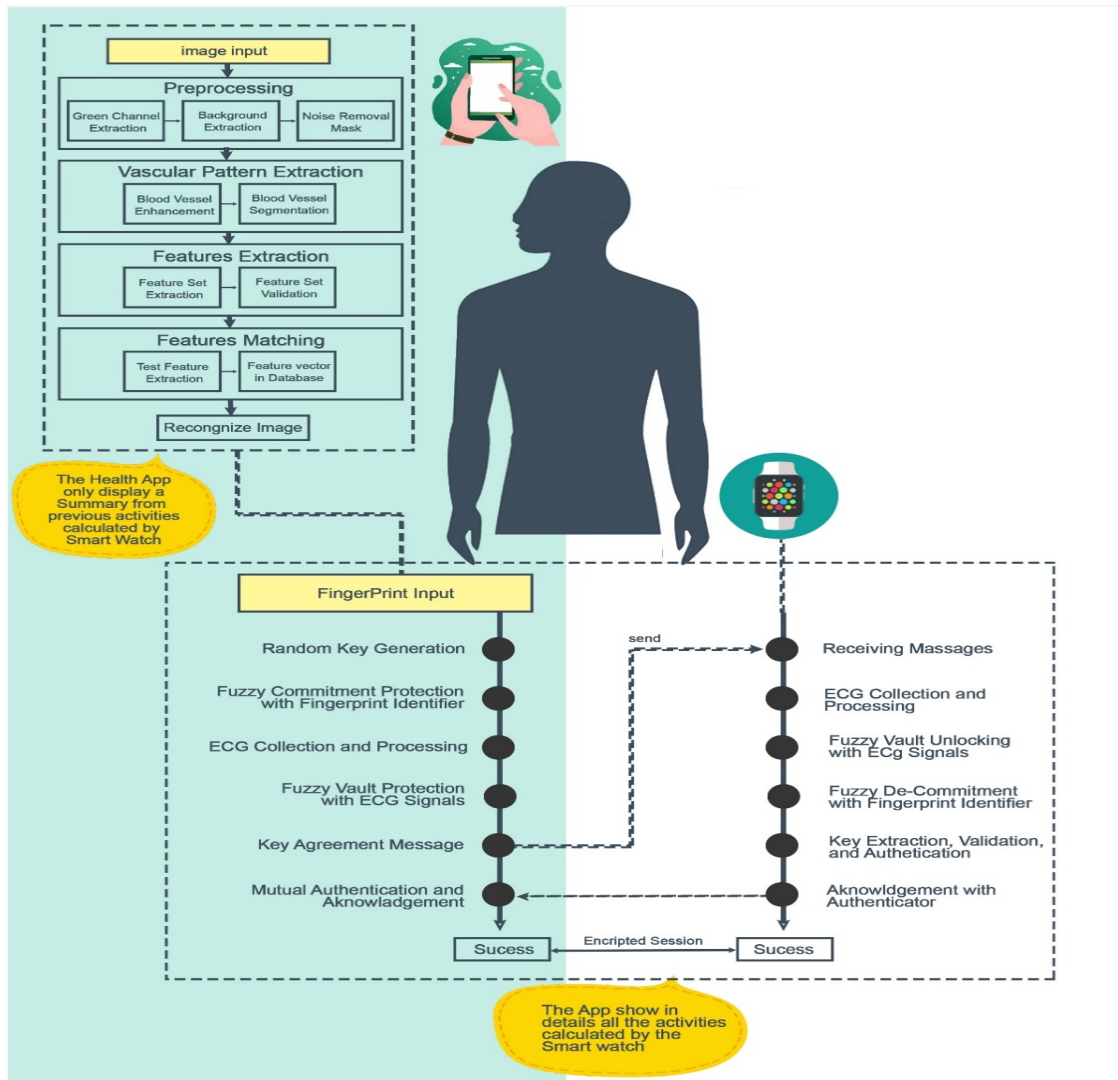 image input
Preprocessing
Green Channel
Extraction
Background
Extraction
Noise Removal
Mask
Vascular Pattern Extraction
Blood Vessel
Enhancement
Blood Vessel
Segmentation
Features Extraction
Feature Set
Extraction
Feature Set
Validation
Features Matching
Test Feature
Extraction
Feature vector
in Database
Recongnize Image
The Health App
only display a
Summary from
previous activities
calculated by
Smart Watch
FingerPrint Input
Random Key Generation
Fuzzy Commitment Protection
with Fingerprint Identifier
ECG Collection and Processing
Fuzzy Vault Protection
with ECG Signals
Key Agreement Message
Mutual Authentication and
Aknowladgement
Sucess
send
Receiving Massages
ECG Collection and
Processing
Fuzzy Vault Unlocking
with ECg Signals
Fuzzy De-Commitment
with Fingerprint Identifier
Key Extraction, Validation,
and Authetication
Aknowldgement with
Authenticator
Encripted Session
Sucess
The App show in
details all the activities
calculated by the
Smart watch